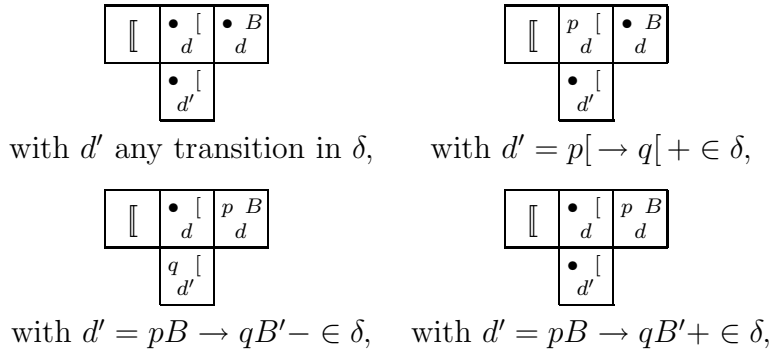 ⟦ • [ • B ⟦ p [ • B
d d d d
• [ • [
d′ d′
with d′ any transition in δ, with d′ = p[ → q[ + ∈ δ,
⟦ • [ p B ⟦ • [ p B
d d d d
q [ • [
d′ d′
with d′ = pB → qB′− ∈ δ, with d′ = pB → qB′+ ∈ δ,